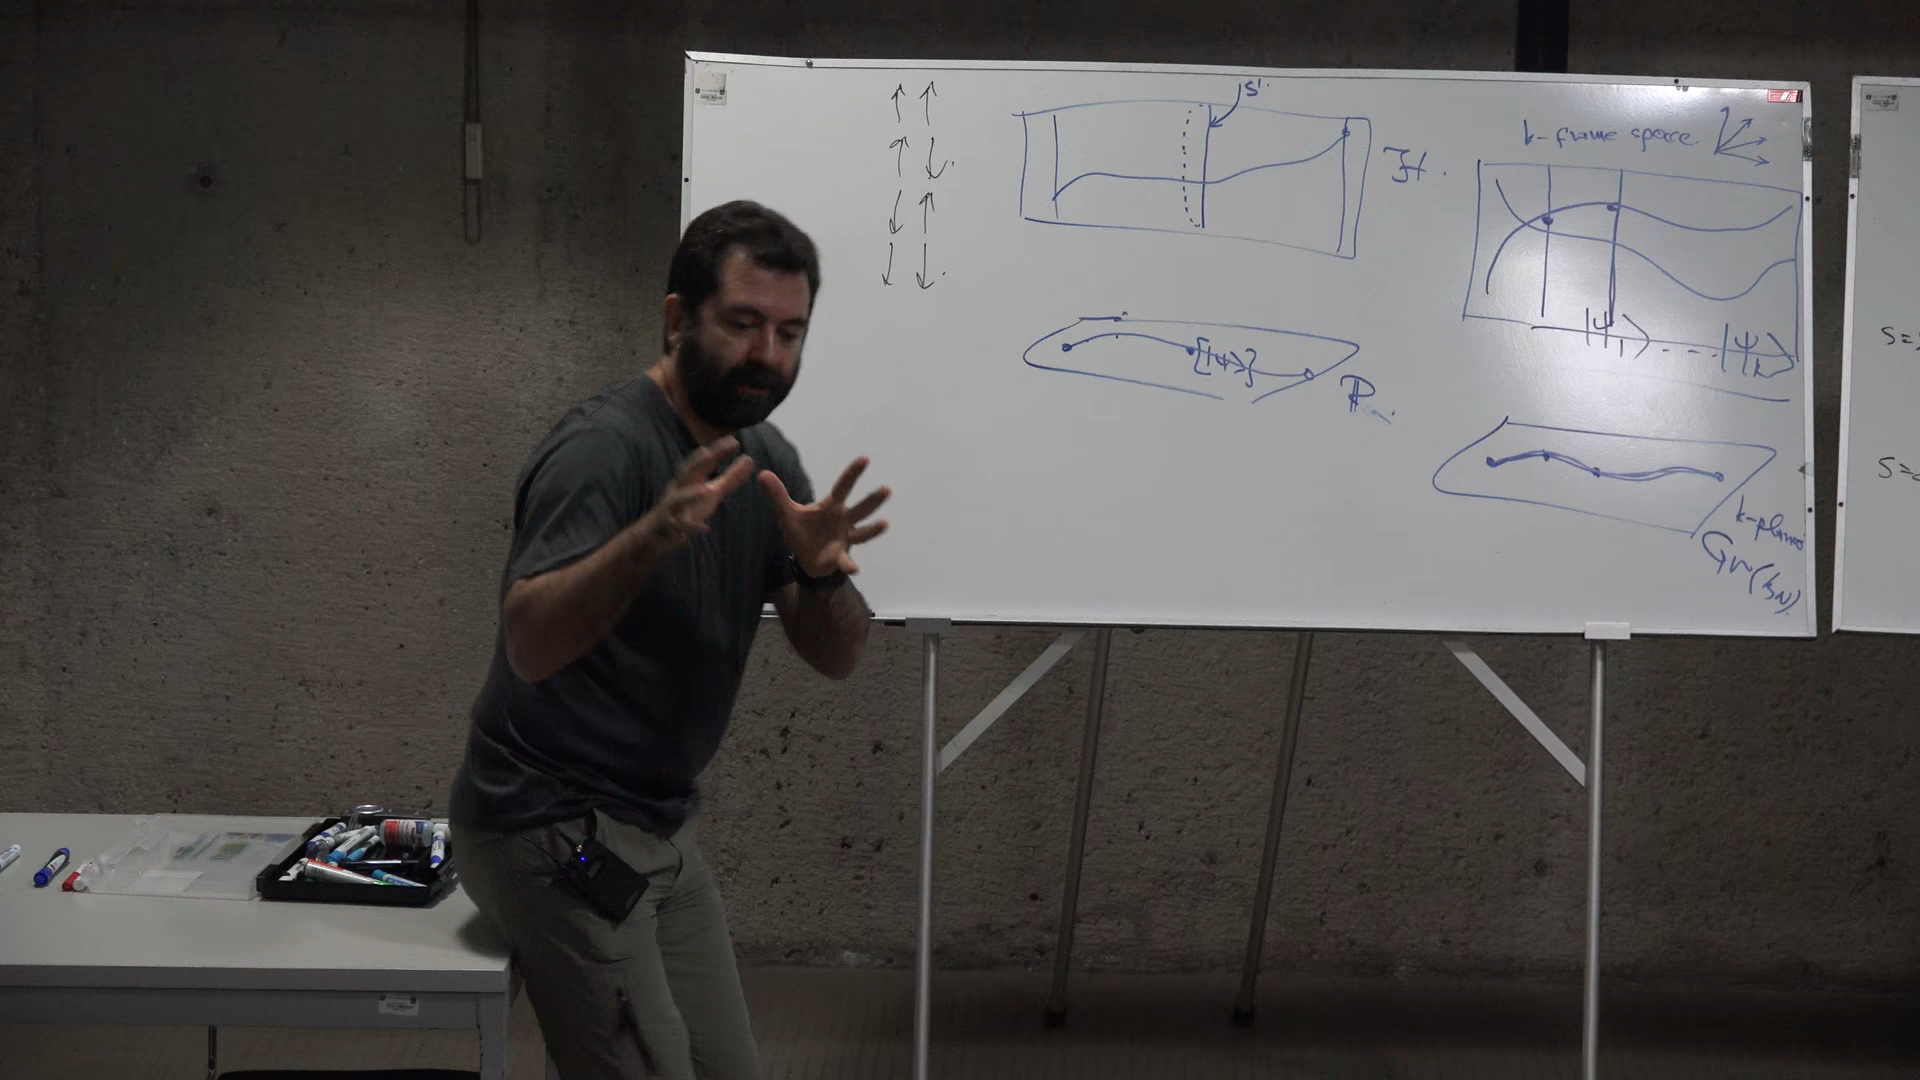 ↑ ↑
↑ ↓.
↓ ↑
↓ ↓.
S¹.
H.
[|ψ>]
P
k-frame space.
|ψ₁> . . . |ψₖ>
k-planes
Gr(k,N)
S=
S=